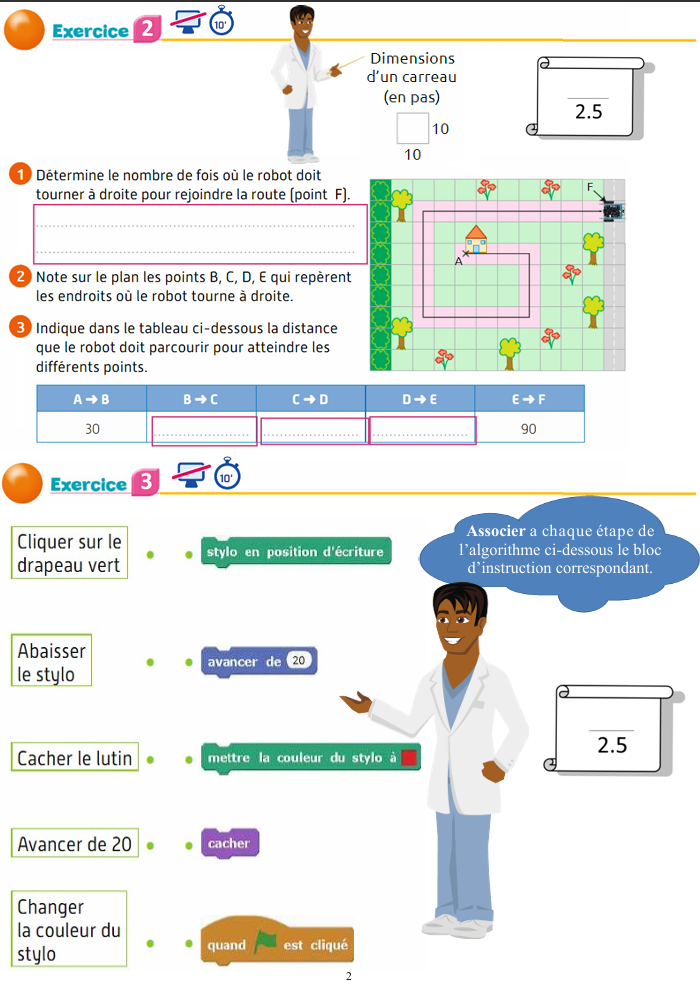 Exercice 2
10'
Dimensions
d'un carreau
(en pas)
10
10
2.5
1 Détermine le nombre de fois où le robot doit
tourner à droite pour rejoindre la route (point F).
................................................................
................................................................
2 Note sur le plan les points B, C, D, E qui repèrent
les endroits où le robot tourne à droite.
3 Indique dans le tableau ci-dessous la distance
que le robot doit parcourir pour atteindre les
différents points.
F
A
A ➜ B B ➜ C C ➜ D D ➜ E E ➜ F
30 ........................ ........................ ........................ 90
Exercice 3
10'
Associer a chaque étape de
l'algorithme ci-dessous le bloc
d'instruction correspondant.
Cliquer sur le
drapeau vert
stylo en position d'écriture
Abaisser
le stylo
avancer de 20
2.5
Cacher le lutin
mettre la couleur du stylo à
Avancer de 20
cacher
Changer
la couleur du
stylo
quand est cliqué
2